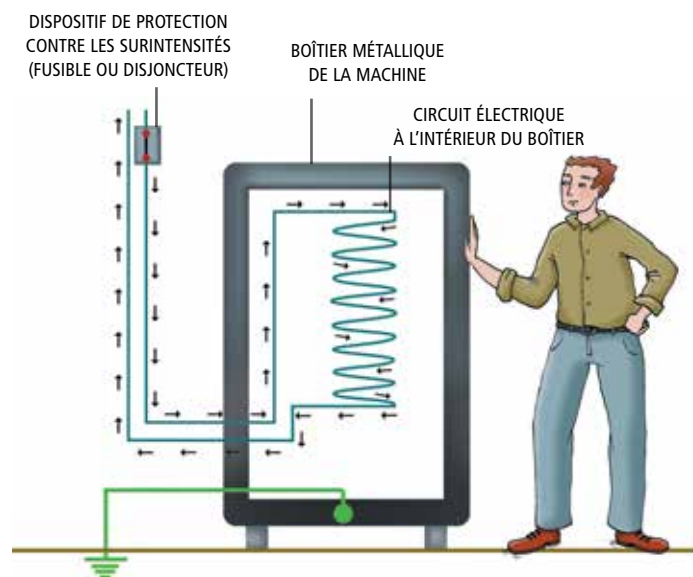 DISPOSITIF DE PROTECTION
CONTRE LES SURINTENSITÉS
(FUSIBLE OU DISJONCTEUR)
BOÎTIER MÉTALLIQUE
DE LA MACHINE
CIRCUIT ÉLECTRIQUE
À L'INTÉRIEUR DU BOÎTIER